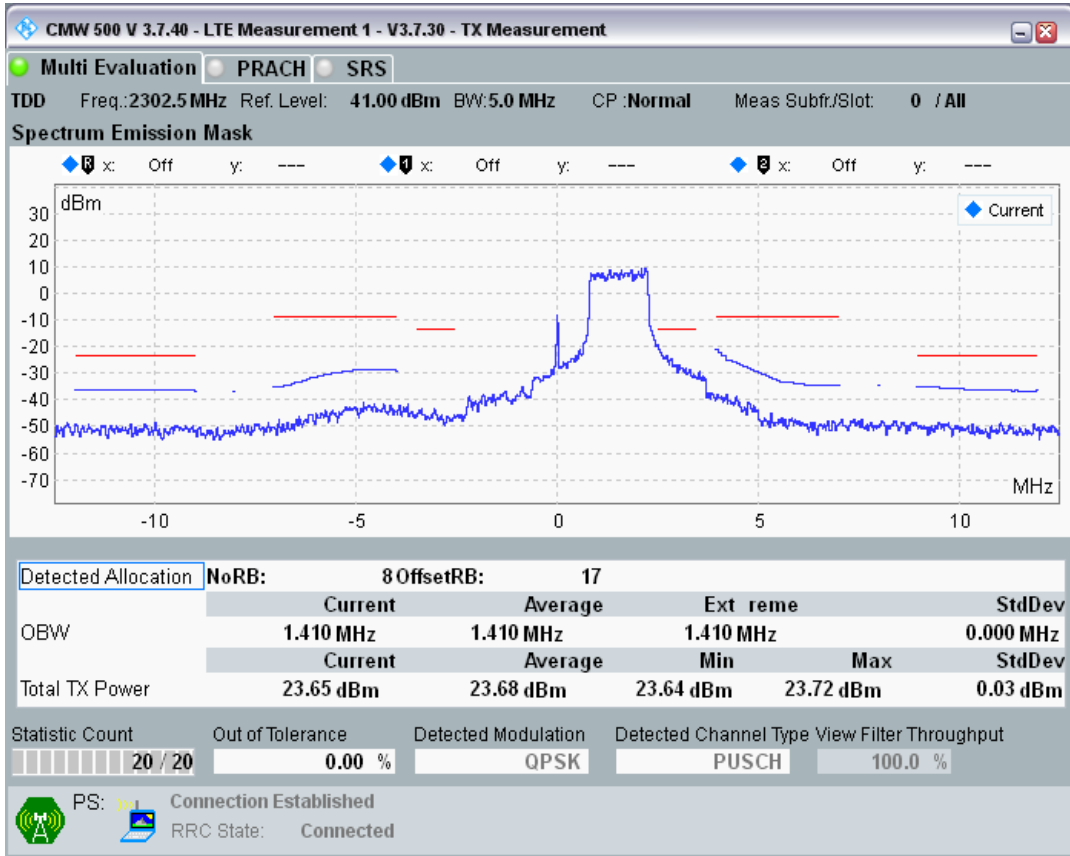 CMW 500 V 3.7.40 - LTE Measurement 1 - V3.7.30 - TX Measurement
Multi Evaluation PRACH SRS
TDD Freq.:2302.5 MHz Ref. Level: 41.00 dBm BW:5.0 MHz CP :Normal Meas Subfr./Slot: 0 / All
Spectrum Emission Mask
R x: Off y: --- 1 x: Off y: --- 2 x: Off y: ---
dBm
Current
30
20
10
0
-10
-20
-30
-40
-50
-60
-70
MHz
-10 -5 0 5 10
Detected Allocation NoRB: 8 OffsetRB: 17
Current Average Ext reme StdDev
OBW 1.410 MHz 1.410 MHz 1.410 MHz 0.000 MHz
Current Average Min Max StdDev
Total TX Power 23.65 dBm 23.68 dBm 23.64 dBm 23.72 dBm 0.03 dBm
Statistic Count Out of Tolerance Detected Modulation Detected Channel Type View Filter Throughput
20 / 20 0.00 % QPSK PUSCH 100.0 %
PS: Connection Established
RRC State: Connected